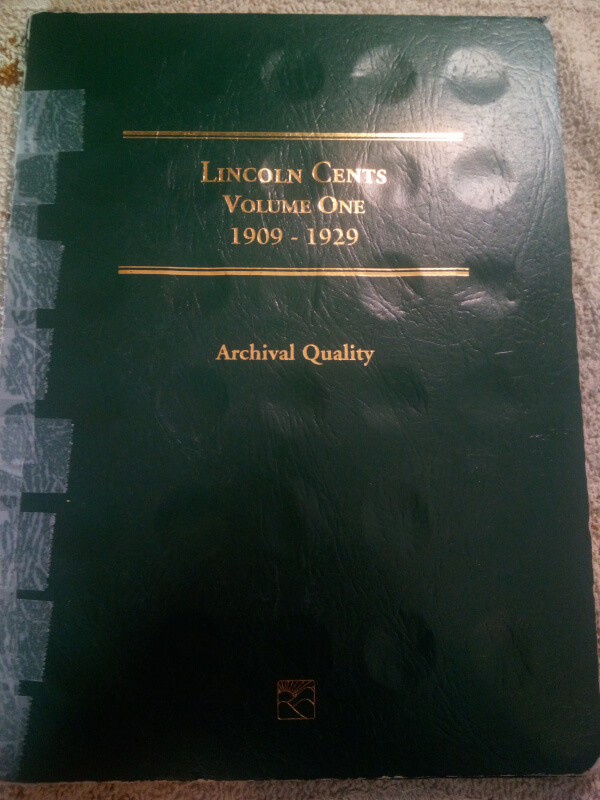 Lincoln Cents
Volume One
1909 - 1929
Archival Quality